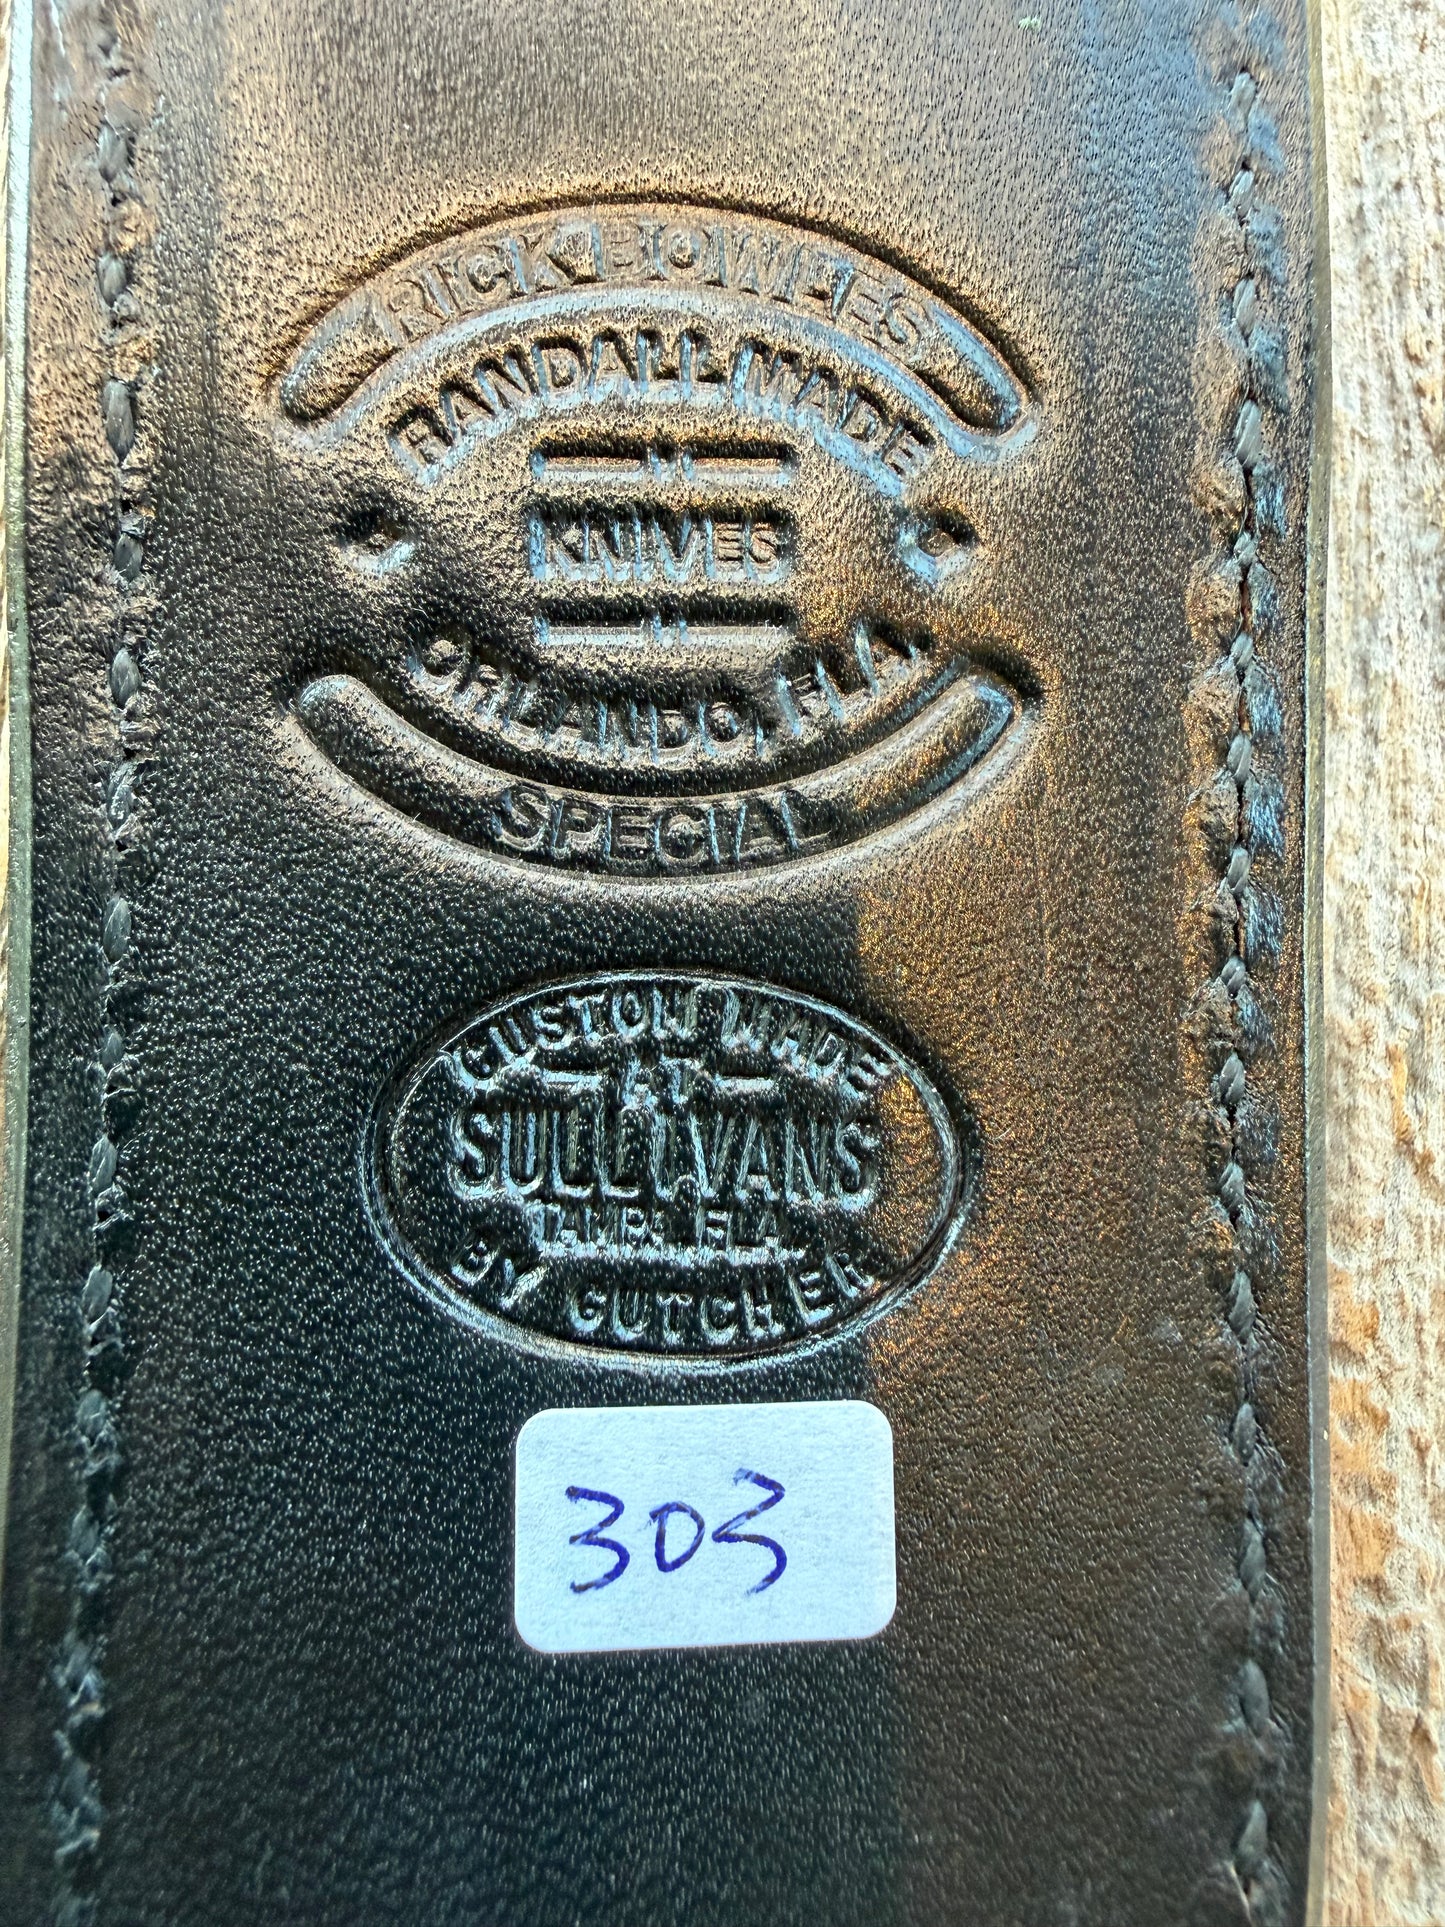 RICK BOWLES
RANDALL MADE
KNIVES
ORLANDO, FLA.
SPECIAL
CUSTOM MADE
AT
SULLIVANS
TAMPA, FLA.
BY GUTCHER
303